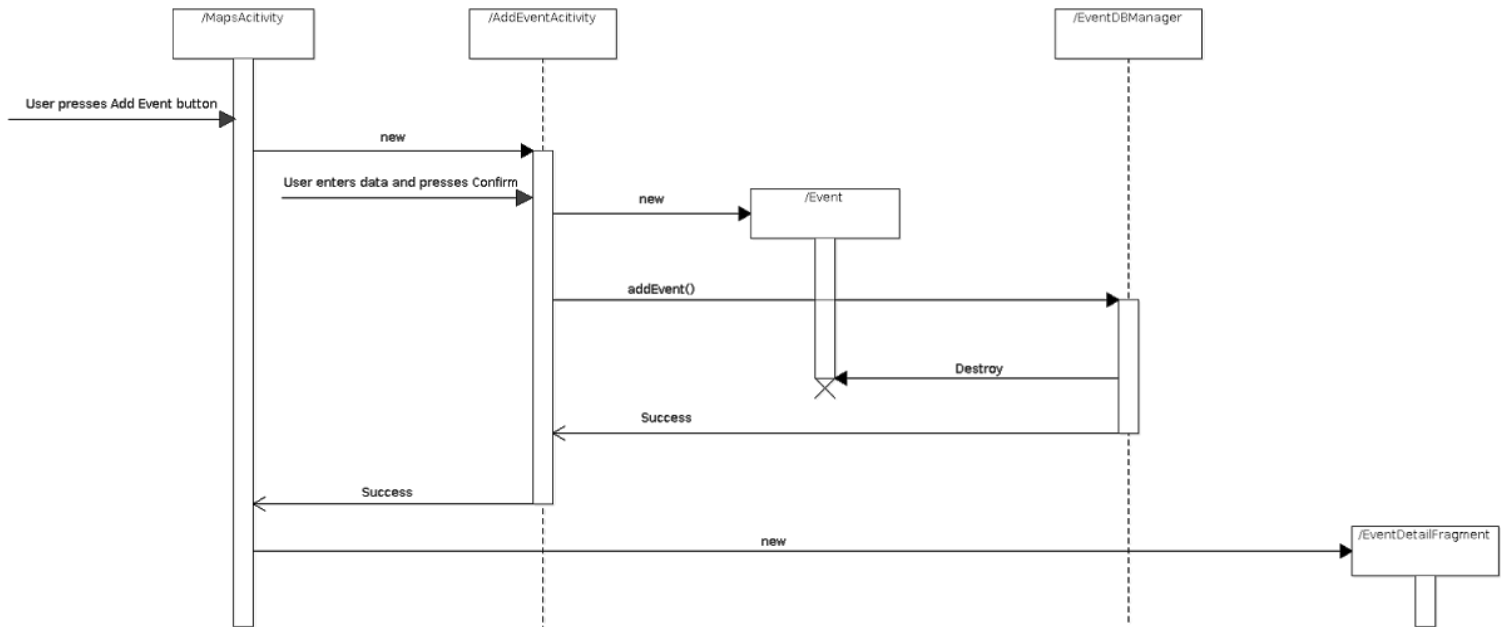 /MapsAcitivity
/AddEventAcitivity
/EventDBManager
User presses Add Event button
new
User enters data and presses Confirm
new
/Event
addEvent()
Destroy
Success
Success
new
/EventDetailFragment